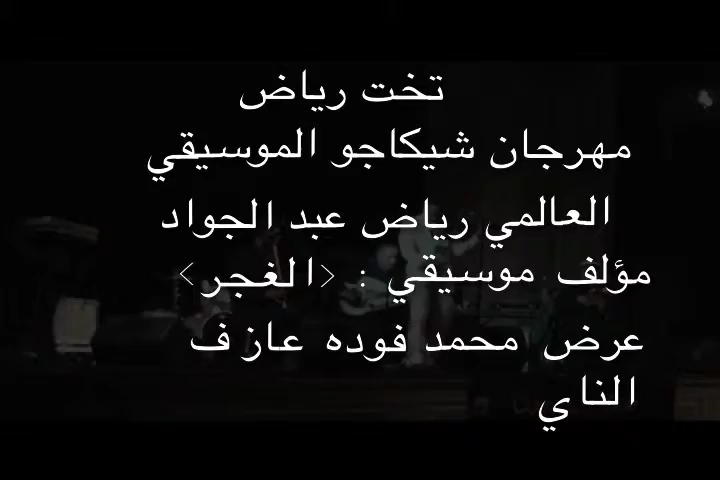 تخت رياض
مهرجان شيكاجو الموسيقي
العالمي رياض عبد الجواد
مؤلف موسيقي : <الغجر>
عرض محمد فوده عازف
الناي